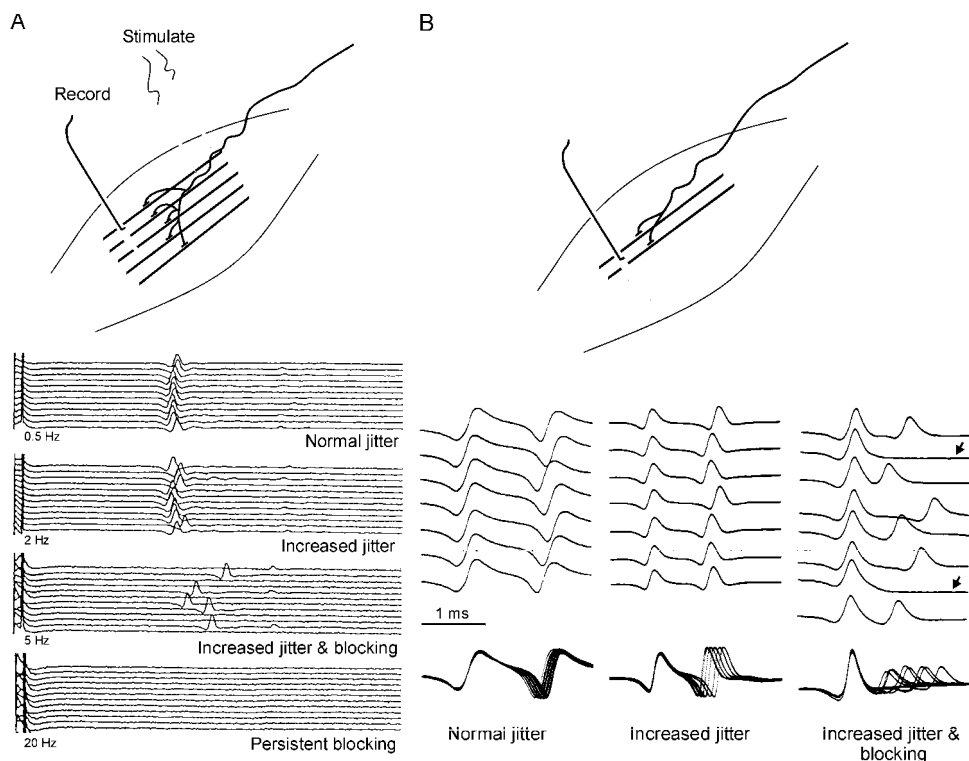 A
B
Stimulate
Record
0.5 Hz
Normal jitter
2 Hz
Increased jitter
5 Hz
Increased jitter & blocking
20 Hz
Persistent blocking
1 ms
Normal jitter
Increased jitter
Increased jitter &
blocking